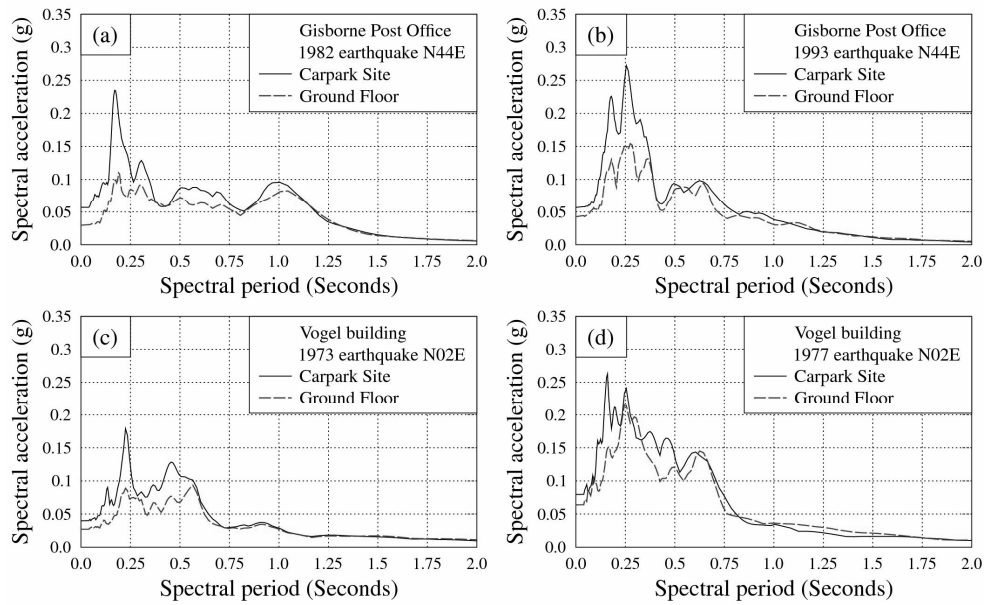 (a)
Gisborne Post Office
1982 earthquake N44E
Carpark Site
Ground Floor
Spectral acceleration (g)
0.35
0.3
0.25
0.2
0.15
0.1
0.05
0.0
0.0 0.25 0.5 0.75 1.0 1.25 1.5 1.75 2.0
Spectral period (Seconds)
(b)
Gisborne Post Office
1993 earthquake N44E
Carpark Site
Ground Floor
Spectral acceleration (g)
0.35
0.3
0.25
0.2
0.15
0.1
0.05
0.0
0.0 0.25 0.5 0.75 1.0 1.25 1.5 1.75 2.0
Spectral period (Seconds)
(c)
Vogel building
1973 earthquake N02E
Carpark Site
Ground Floor
Spectral acceleration (g)
0.35
0.3
0.25
0.2
0.15
0.1
0.05
0.0
0.0 0.25 0.5 0.75 1.0 1.25 1.5 1.75 2.0
Spectral period (Seconds)
(d)
Vogel building
1977 earthquake N02E
Carpark Site
Ground Floor
Spectral acceleration (g)
0.35
0.3
0.25
0.2
0.15
0.1
0.05
0.0
0.0 0.25 0.5 0.75 1.0 1.25 1.5 1.75 2.0
Spectral period (Seconds)